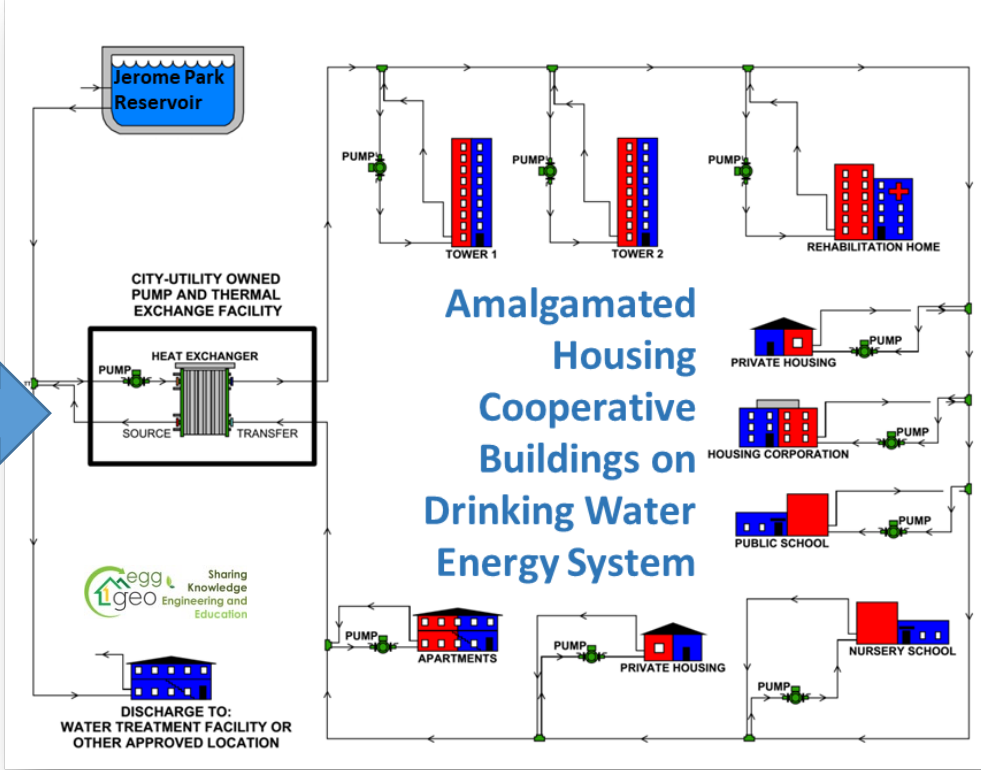 Jerome Park
Reservoir
PUMP
TOWER 1
PUMP
TOWER 2
PUMP
REHABILITATION HOME
CITY-UTILITY OWNED
PUMP AND THERMAL
EXCHANGE FACILITY
HEAT EXCHANGER
PUMP
SOURCE
TRANSFER
Amalgamated
Housing
Cooperative
Buildings on
Drinking Water
Energy System
PUMP
PRIVATE HOUSING
PUMP
HOUSING CORPORATION
PUMP
PUBLIC SCHOOL
egg
geo
Sharing
Knowledge
Engineering and
Education
PUMP
APARTMENTS
PUMP
PRIVATE HOUSING
PUMP
NURSERY SCHOOL
DISCHARGE TO:
WATER TREATMENT FACILITY OR
OTHER APPROVED LOCATION